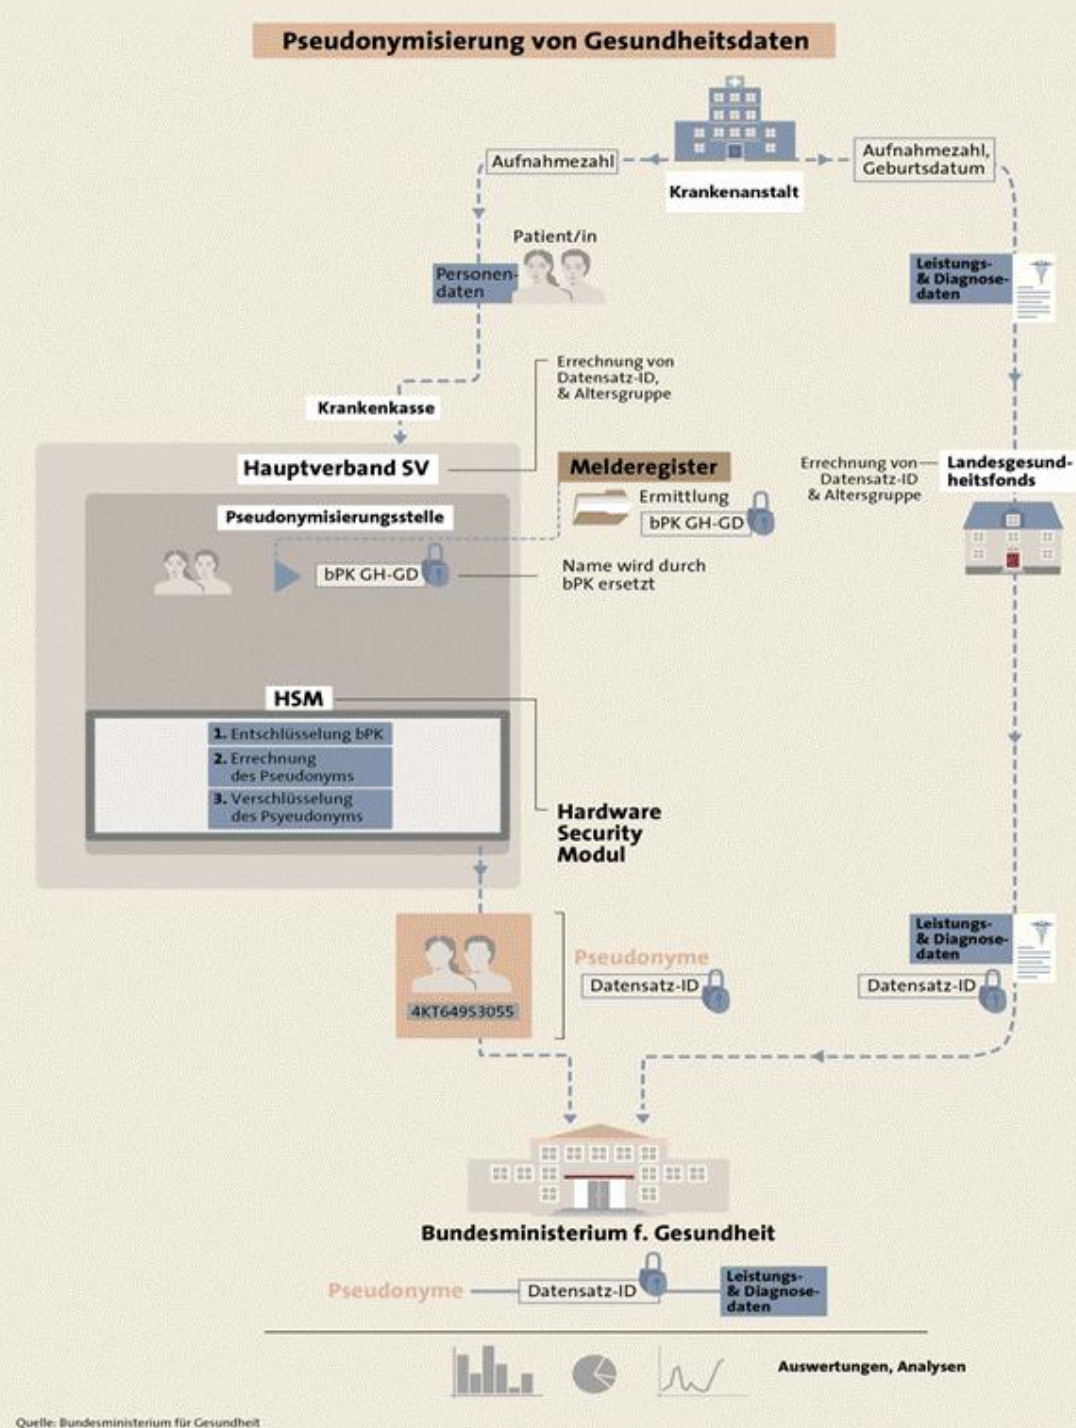 Pseudonymisierung von Gesundheitsdaten
Krankenanstalt
Aufnahmezahl
Aufnahmezahl,
Geburtsdatum
Patient/in
Personen-
daten
Leistungs-
& Diagnose-
daten
Errechnung von
Datensatz-ID,
& Altersgruppe
Krankenkasse
Hauptverband SV
Melderegister
Ermittlung
bPK GH-GD
Errechnung von
Datensatz-ID
& Altersgruppe
Landesgesund-
heitsfonds
Pseudonymisierungsstelle
bPK GH-GD
Name wird durch
bPK ersetzt
HSM
1. Entschlüsselung bPK
2. Errechnung
des Pseudonyms
3. Verschlüsselung
des Psyeudonyms
Hardware
Security
Modul
4KT64953055
Pseudonyme
Datensatz-ID
Leistungs-
& Diagnose-
daten
Datensatz-ID
Bundesministerium f. Gesundheit
Pseudonyme
Datensatz-ID
Leistungs-
& Diagnose-
daten
Auswertungen, Analysen
Quelle: Bundesministerium für Gesundheit